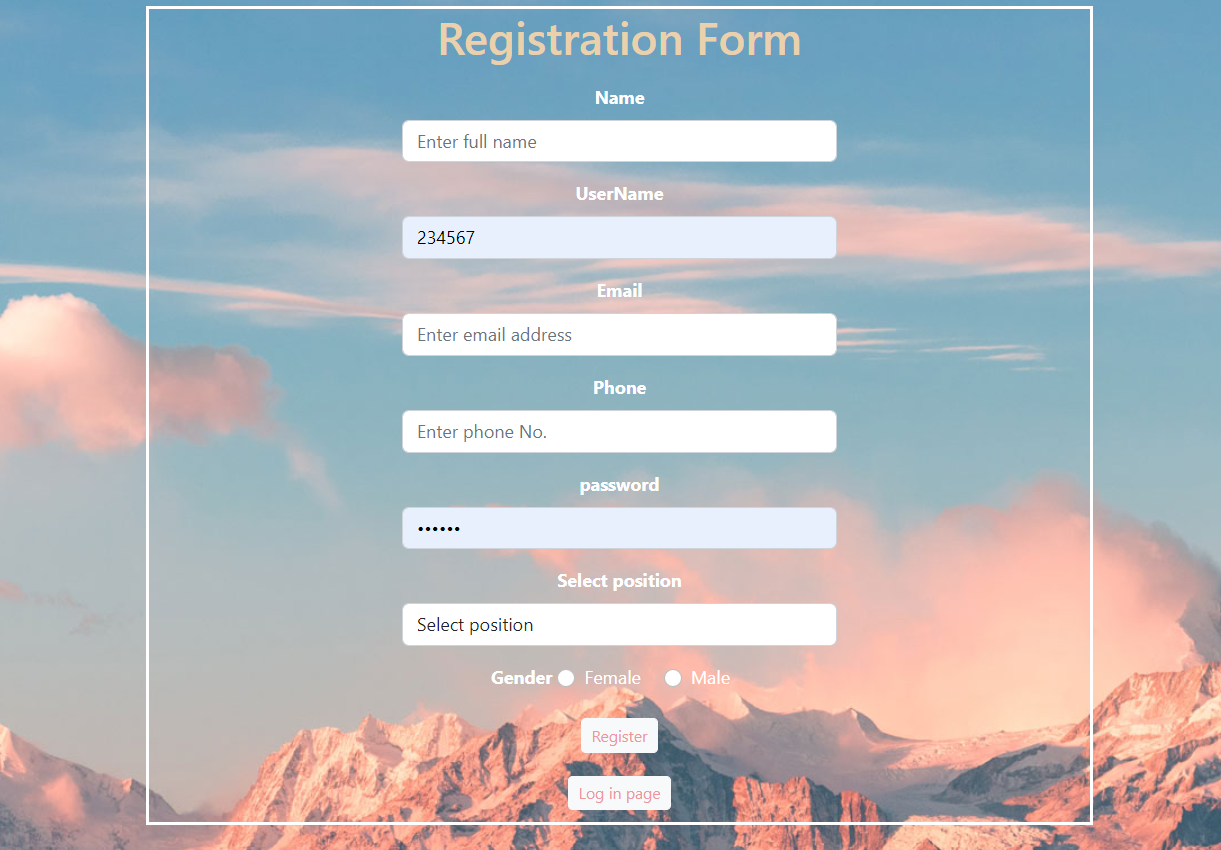 Registration Form
Name
Enter full name
UserName
234567
Email
Enter email address
Phone
Enter phone No.
password
••••••
Select position
Select position
Gender Female Male
Register
Log in page